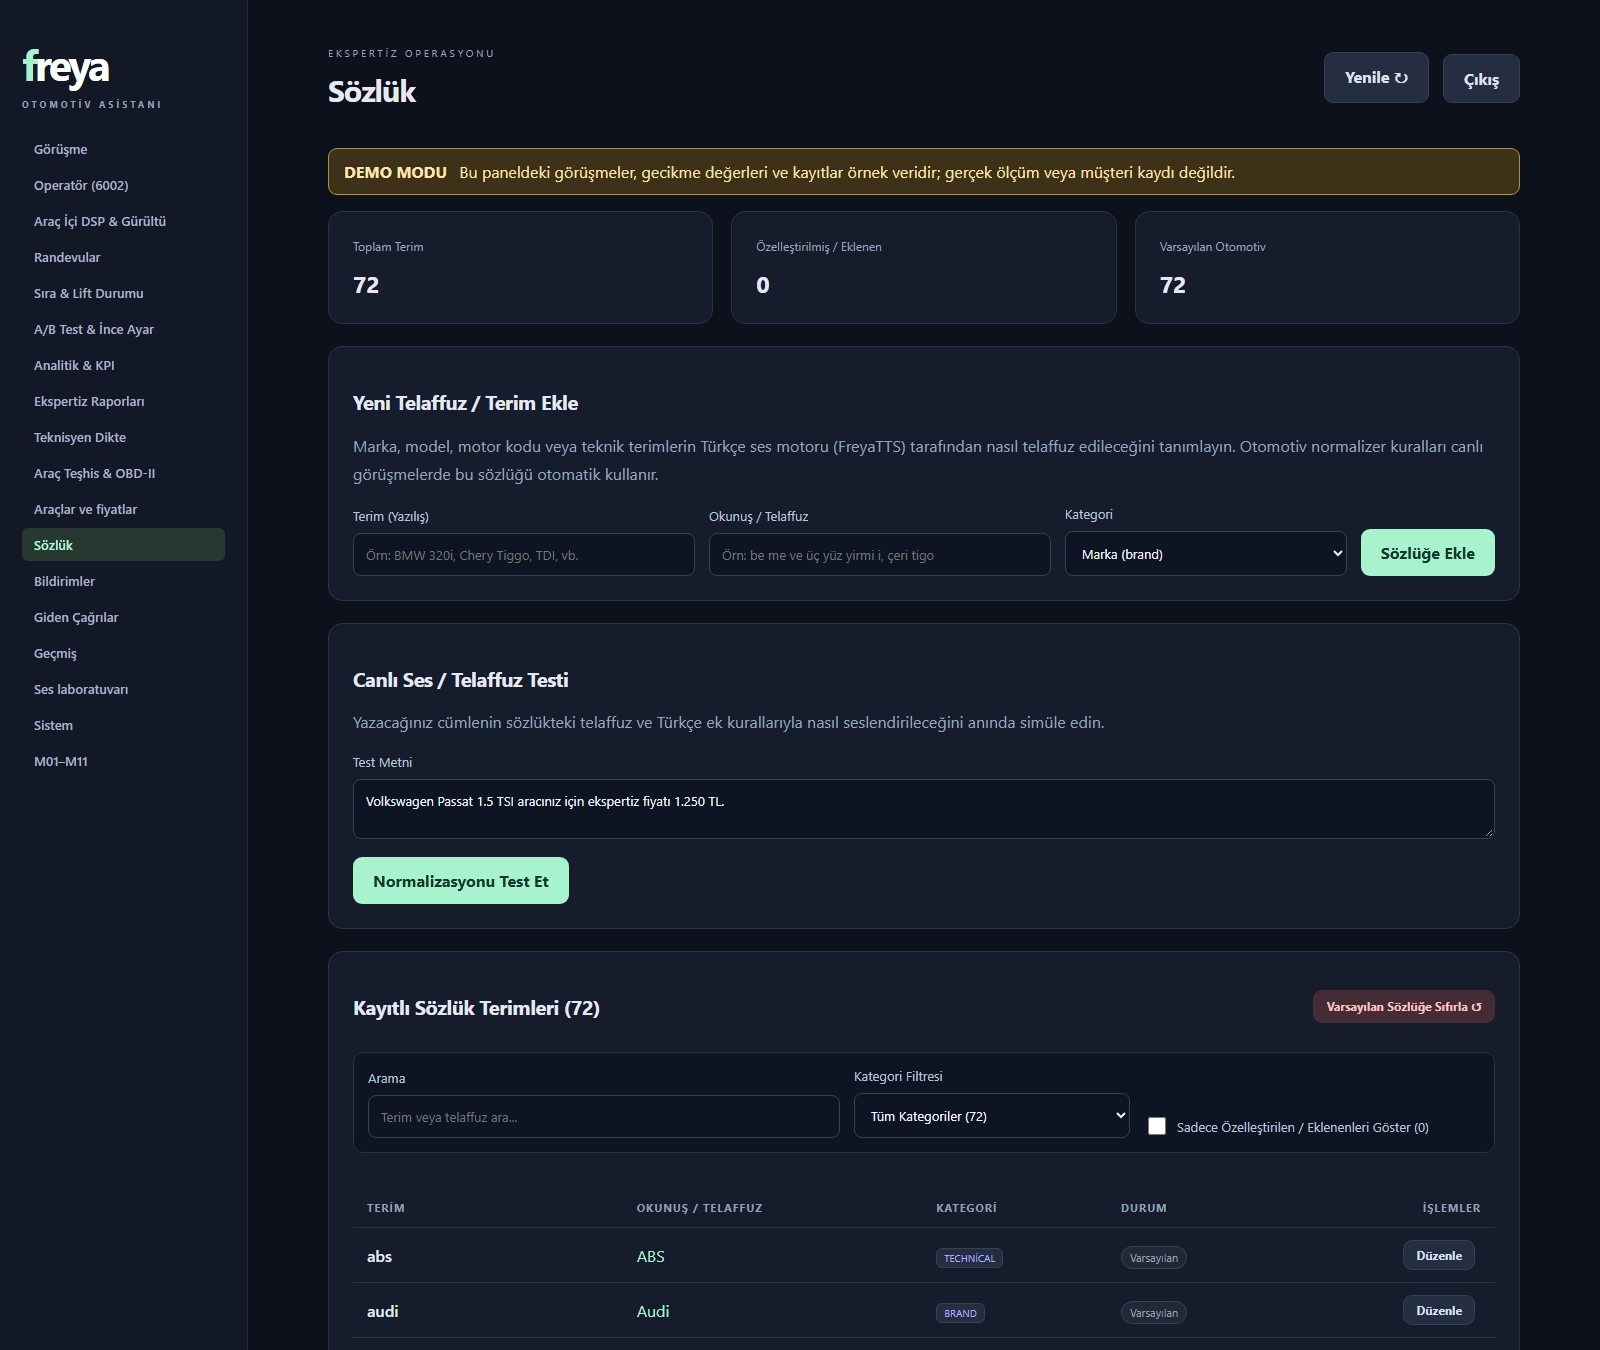 freya
OTOMOTİV ASİSTANI
Görüşme
Operatör (6002)
Araç İçi DSP & Gürültü
Randevular
Sıra & Lift Durumu
A/B Test & İnce Ayar
Analitik & KPI
Ekspertiz Raporları
Teknisyen Dikte
Araç Teşhis & OBD-II
Araçlar ve fiyatlar
Sözlük
Bildirimler
Giden Çağrılar
Geçmiş
Ses laboratuvarı
Sistem
M01–M11
EKSPERTİZ OPERASYONU
Sözlük
Yenile ↻
Çıkış
DEMO MODU Bu paneldeki görüşmeler, gecikme değerleri ve kayıtlar örnek veridir; gerçek ölçüm veya müşteri kaydı değildir.
Toplam Terim
72
Özelleştirilmiş / Eklenen
0
Varsayılan Otomotiv
72
Yeni Telaffuz / Terim Ekle
Marka, model, motor kodu veya teknik terimlerin Türkçe ses motoru (FreyaTTS) tarafından nasıl telaffuz edileceğini tanımlayın. Otomotiv normalizer kuralları canlı
görüşmelerde bu sözlüğü otomatik kullanır.
Terim (Yazılış)
Örn: BMW 320i, Chery Tiggo, TDI, vb.
Okunuş / Telaffuz
Örn: be me ve üç yüz yirmi i, çeri tigo
Kategori
Marka (brand)
Sözlüğe Ekle
Canlı Ses / Telaffuz Testi
Yazacağınız cümlenin sözlükteki telaffuz ve Türkçe ek kurallarıyla nasıl seslendirileceğini anında simüle edin.
Test Metni
Volkswagen Passat 1.5 TSI aracınız için ekspertiz fiyatı 1.250 TL.
Normalizasyonu Test Et
Kayıtlı Sözlük Terimleri (72)
Varsayılan Sözlüğe Sıfırla ↺
Arama
Terim veya telaffuz ara...
Kategori Filtresi
Tüm Kategoriler (72)
Sadece Özelleştirilen / Eklenenleri Göster (0)
TERİM OKUNUŞ / TELAFFUZ KATEGORİ DURUM İŞLEMLER
abs ABS TECHNİCAL Varsayılan Düzenle
audi Audi BRAND Varsayılan Düzenle